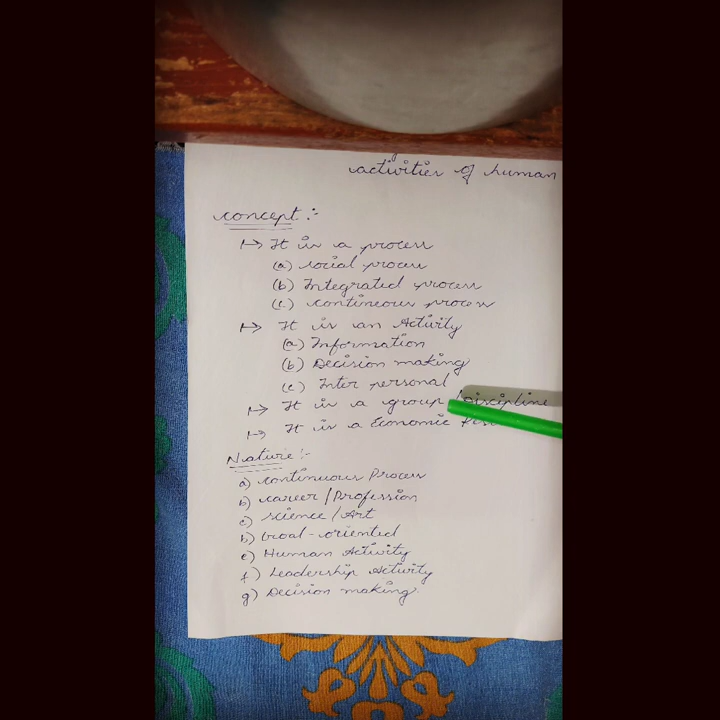 activities of human
concept :-
↦ It is a process
(a) social process
(b) Integrated process
(c) contineous process
↦ It is an Activity
(a) Information
(b) Decision making
(c) Inter personal
↦ It is a group / discipline
↦ It is a Economic
Nature :-
a) continuous Process
b) career / Profession
c) science / Art
b) Goal-oriented
e) Human Activity
f) Leadership Activity
g) Decision making.